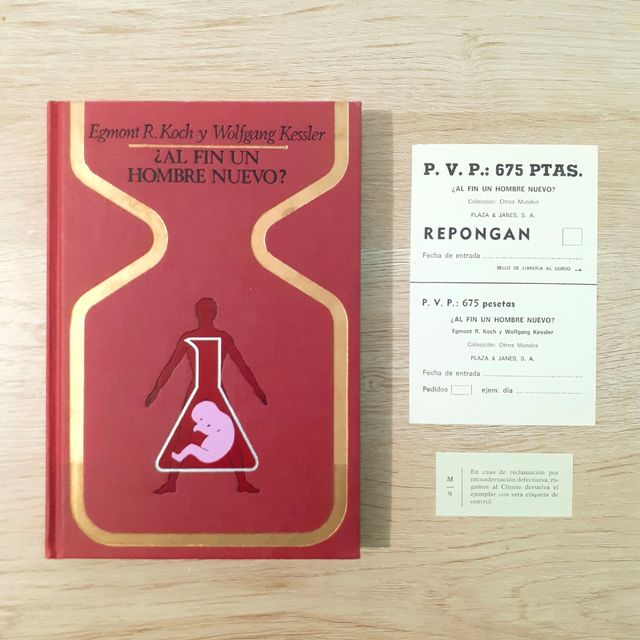 Egmont R. Koch y Wolfgang Kessler
¿AL FIN UN
HOMBRE NUEVO?
P. V. P.: 675 PTAS.
¿AL FIN UN HOMBRE NUEVO?
Colección: Otros Mundos
PLAZA & JANES, S. A.
REPONGAN
Fecha de entrada
SELLO DE LIBRERIA AL DORSO →
P. V. P.: 675 pesetas
¿AL FIN UN HOMBRE NUEVO?
Egmont R. Koch y Wolfgang Kessler
Colección: Otros Mundos
PLAZA & JANES, S. A.
Fecha de entrada
Pedidos ejem. día
M
9
En caso de reclamación por
encuadernación defectuosa, ro-
gamos al Cliente devuelva el
ejemplar con esta etiqueta de
control.